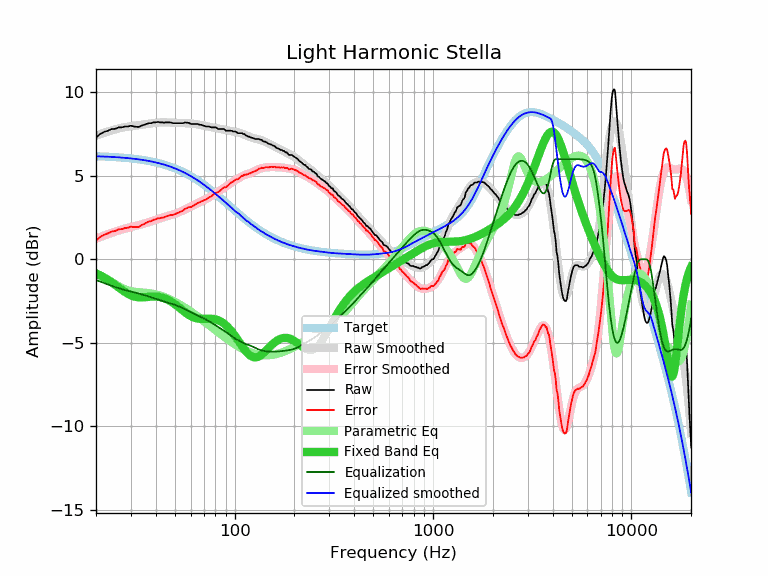 Light Harmonic Stella
Amplitude (dBr)
10
5
0
−5
−10
−15
Target
Raw Smoothed
Error Smoothed
Raw
Error
Parametric Eq
Fixed Band Eq
Equalization
Equalized smoothed
100
1000
10000
Frequency (Hz)